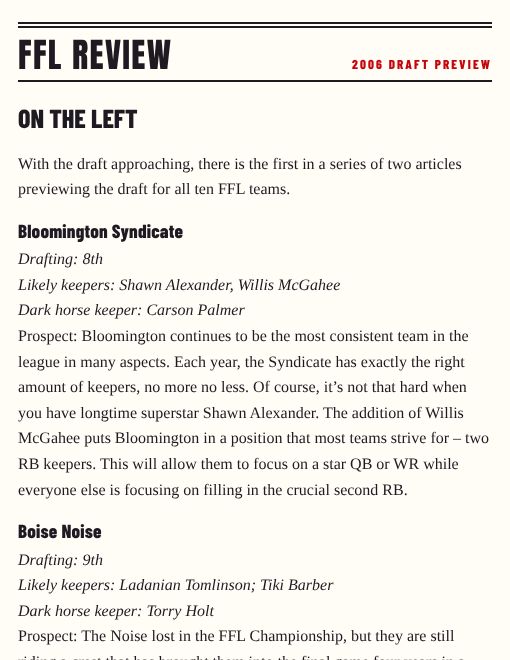 FFL REVIEW
2006 DRAFT PREVIEW
ON THE LEFT
With the draft approaching, there is the first in a series of two articles
previewing the draft for all ten FFL teams.
Bloomington Syndicate
Drafting: 8th
Likely keepers: Shawn Alexander, Willis McGahee
Dark horse keeper: Carson Palmer
Prospect: Bloomington continues to be the most consistent team in the
league in many aspects. Each year, the Syndicate has exactly the right
amount of keepers, no more no less. Of course, it’s not that hard when
you have longtime superstar Shawn Alexander. The addition of Willis
McGahee puts Bloomington in a position that most teams strive for – two
RB keepers. This will allow them to focus on a star QB or WR while
everyone else is focusing on filling in the crucial second RB.
Boise Noise
Drafting: 9th
Likely keepers: Ladanian Tomlinson; Tiki Barber
Dark horse keeper: Torry Holt
Prospect: The Noise lost in the FFL Championship, but they are still